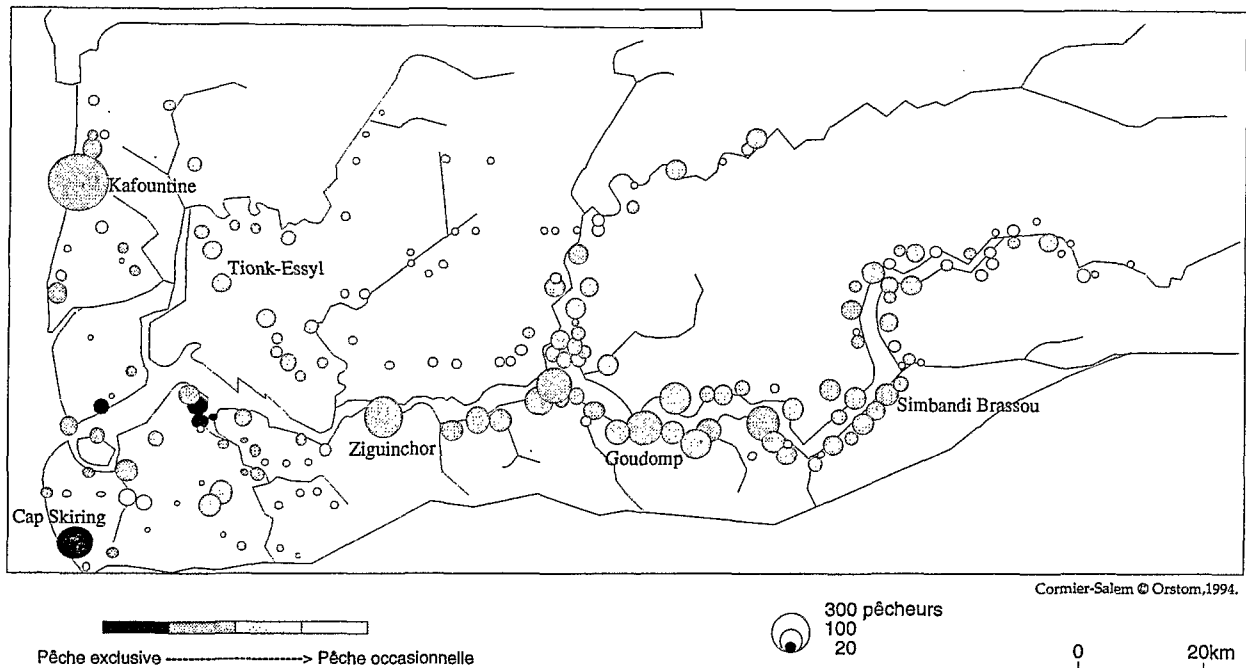 Kafountine
Tionk-Essyl
Simbandi Brassou
Ziguinchor
Goudomp
Cap Skiring
Cormier-Salem © Orstom,1994.
300 pêcheurs
100
20
Pêche exclusive ----------------> Pêche occasionnelle
0 20km